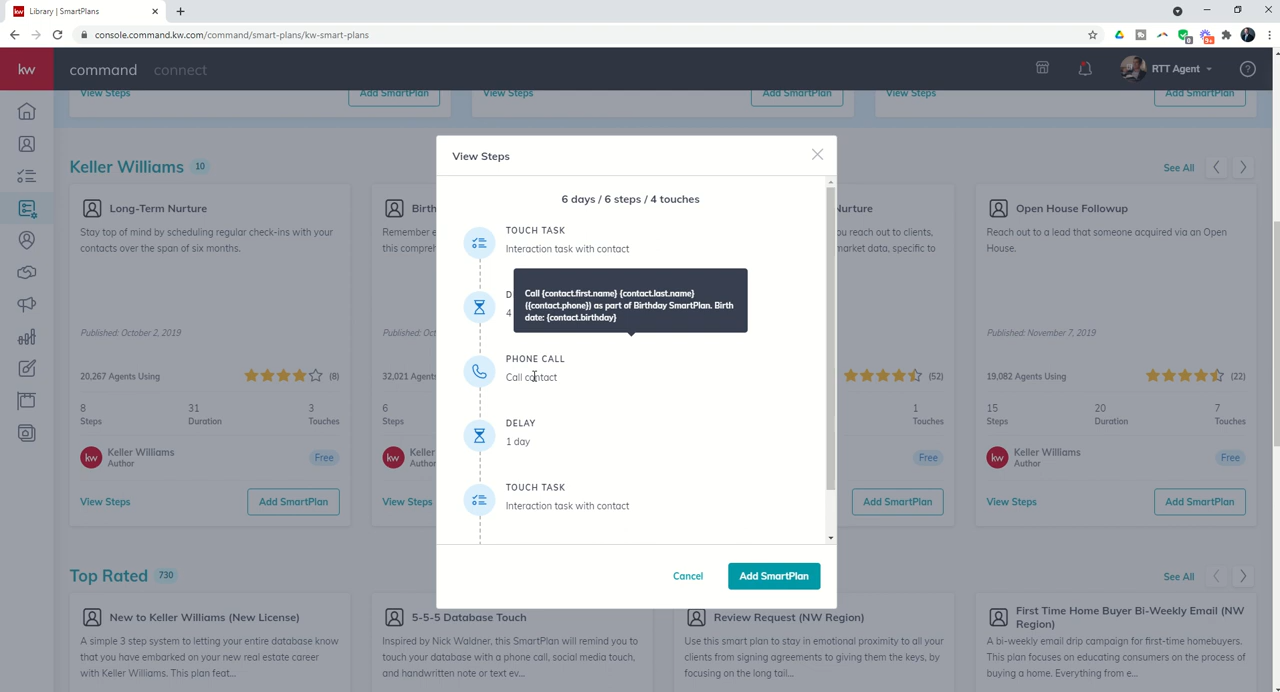 kw Library | SmartPlans
console.command.kw.com/command/smart-plans/kw-smart-plans
kw command connect RTT Agent
View Steps Add SmartPlan View Steps Add SmartPlan View Steps Add SmartPlan
Keller Williams 10 See All
Long-Term Nurture
Stay top of mind by scheduling regular check-ins with your
contacts over the span of six months.
Published: October 2, 2019
20,267 Agents Using (8)
8 31 3
Steps Duration Touches
kw Keller Williams Free
Author
View Steps Add SmartPlan
Birth
Remember e
this compreh
Published: Oct
32,021 Agents
6
Steps
kw Keller
Author
View Steps
View Steps
6 days / 6 steps / 4 touches
TOUCH TASK
Interaction task with contact
D
4
Call {contact.first.name} {contact.last.name}
({contact.phone}) as part of Birthday SmartPlan. Birth
date: {contact.birthday}
PHONE CALL
Call contact
DELAY
1 day
TOUCH TASK
Interaction task with contact
Cancel Add SmartPlan
Nurture
ou reach out to clients,
market data, specific to
(52)
1
Touches
Free
Add SmartPlan
Open House Followup
Reach out to a lead that someone acquired via an Open
House.
Published: November 7, 2019
19,082 Agents Using (22)
15 20 7
Steps Duration Touches
kw Keller Williams Free
Author
View Steps Add SmartPlan
Top Rated 730 See All
New to Keller Williams (New License)
A simple 3 step system to letting your entire database know
that you have embarked on your new real estate career
with Keller Williams. This plan feat...
5-5-5 Database Touch
Inspired by Nick Waldner, this SmartPlan will remind you to
touch your database with a phone call, social media touch,
and handwritten note or text ev...
Review Request (NW Region)
Use this smart plan to stay in emotional proximity to all your
clients from signing agreements to giving them the keys, by
focusing on the long tail...
First Time Home Buyer Bi-Weekly Email (NW
Region)
A bi-weekly email drip campaign for first-time homebuyers.
This plan focuses on educating consumers on the process of
buying a home. Everything from e...